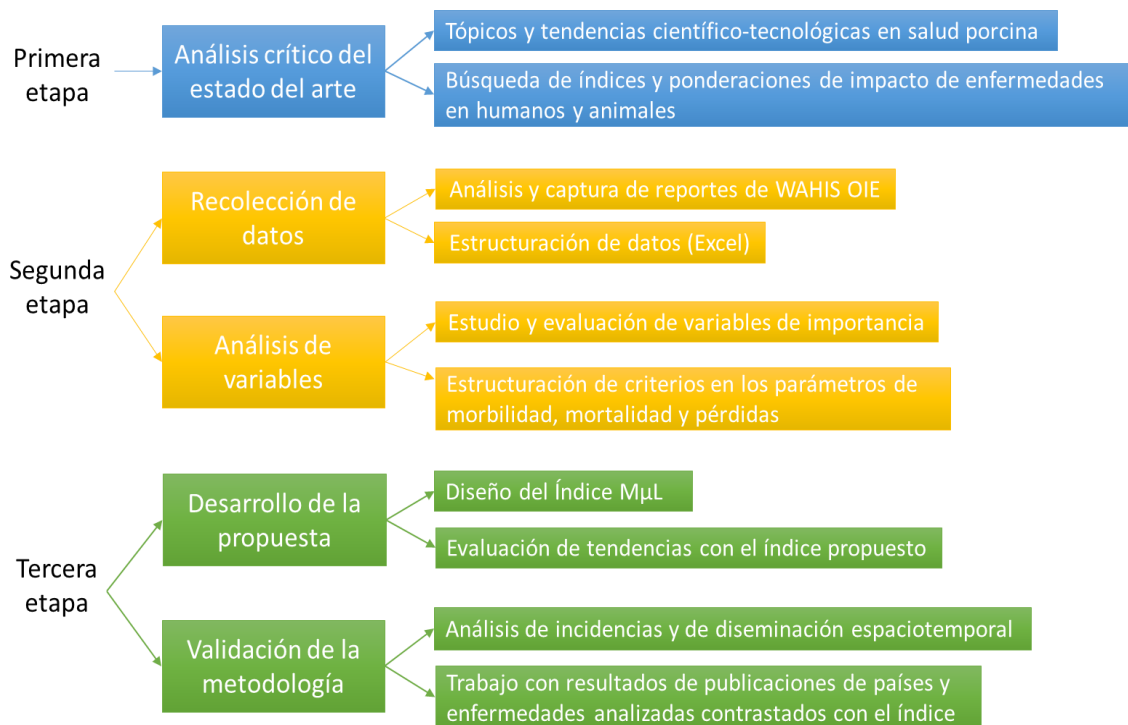 Primera
etapa
Análisis crítico del
estado del arte
Tópicos y tendencias científico-tecnológicas en salud porcina
Búsqueda de índices y ponderaciones de impacto de enfermedades
en humanos y animales
Segunda
etapa
Recolección de
datos
Análisis y captura de reportes de WAHIS OIE
Estructuración de datos (Excel)
Análisis de
variables
Estudio y evaluación de variables de importancia
Estructuración de criterios en los parámetros de
morbilidad, mortalidad y pérdidas
Tercera
etapa
Desarrollo de la
propuesta
Diseño del Índice MµL
Evaluación de tendencias con el índice propuesto
Validación de la
metodología
Análisis de incidencias y de diseminación espaciotemporal
Trabajo con resultados de publicaciones de países y
enfermedades analizadas contrastados con el índice